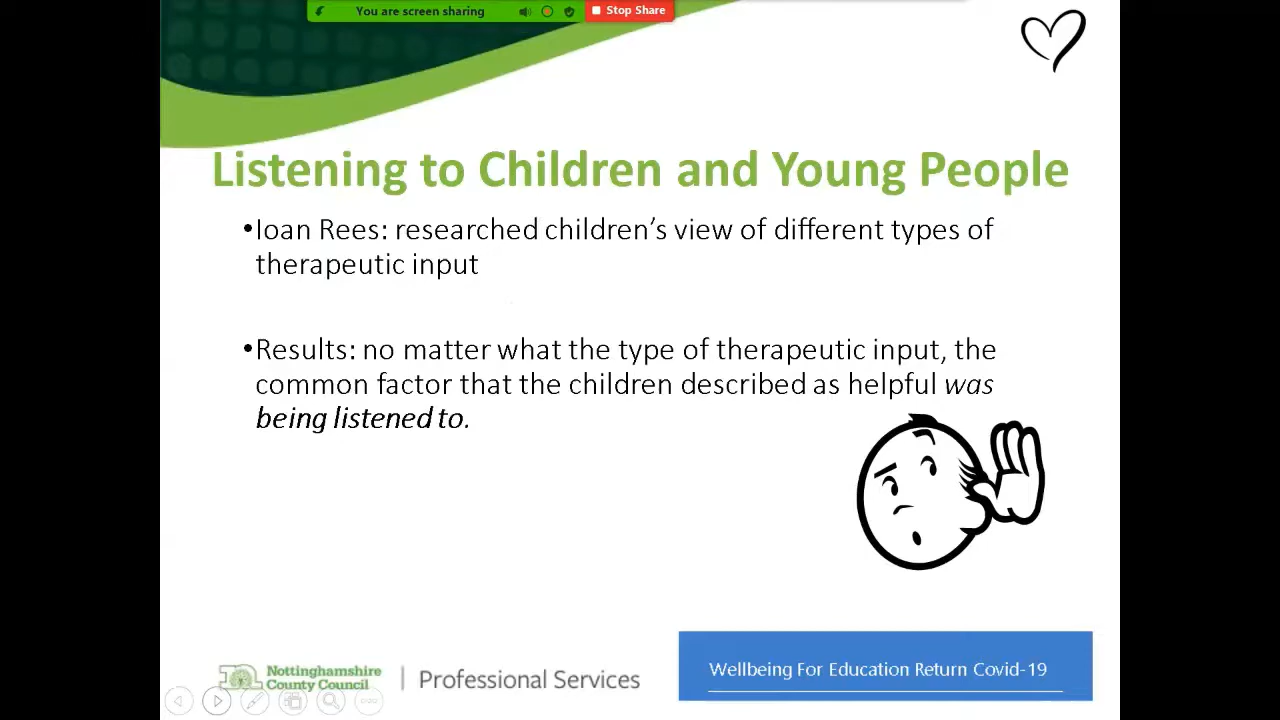 You are screen sharing
Stop Share
Listening to Children and Young People
•Ioan Rees: researched children's view of different types of
therapeutic input
•Results: no matter what the type of therapeutic input, the
common factor that the children described as helpful was
being listened to.
Nottinghamshire
County Council
Professional Services
Wellbeing For Education Return Covid-19